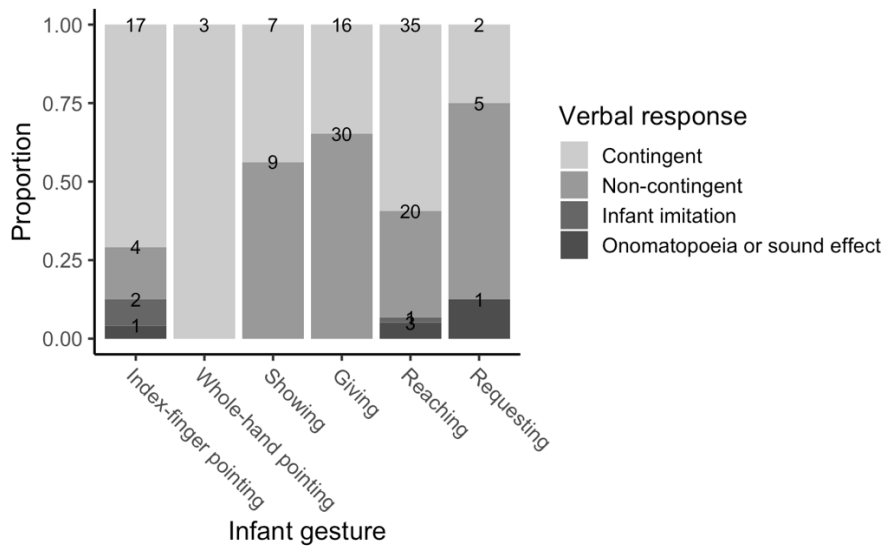 1.00
0.75
0.50
0.25
0.00
Proportion
17
3
7
16
35
2
5
30
9
20
4
2
1
1
3
1
Index-finger pointing
Whole-hand pointing
Showing
Giving
Reaching
Requesting
Infant gesture
Verbal response
Contingent
Non-contingent
Infant imitation
Onomatopoeia or sound effect